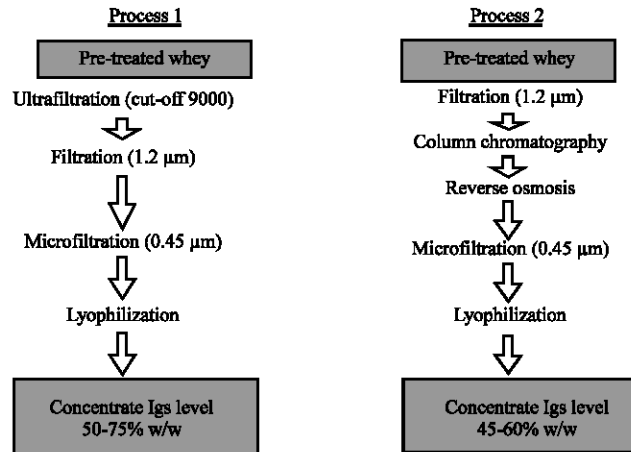 Process 1
Pre-treated whey
Ultrafiltration (cut-off 9000)
Filtration (1.2 μm)
Microfiltration (0.45 μm)
Lyophilization
Concentrate Igs level
50-75% w/w
Process 2
Pre-treated whey
Filtration (1.2 μm)
Column chromatography
Reverse osmosis
Microfiltration (0.45 μm)
Lyophilization
Concentrate Igs level
45-60% w/w